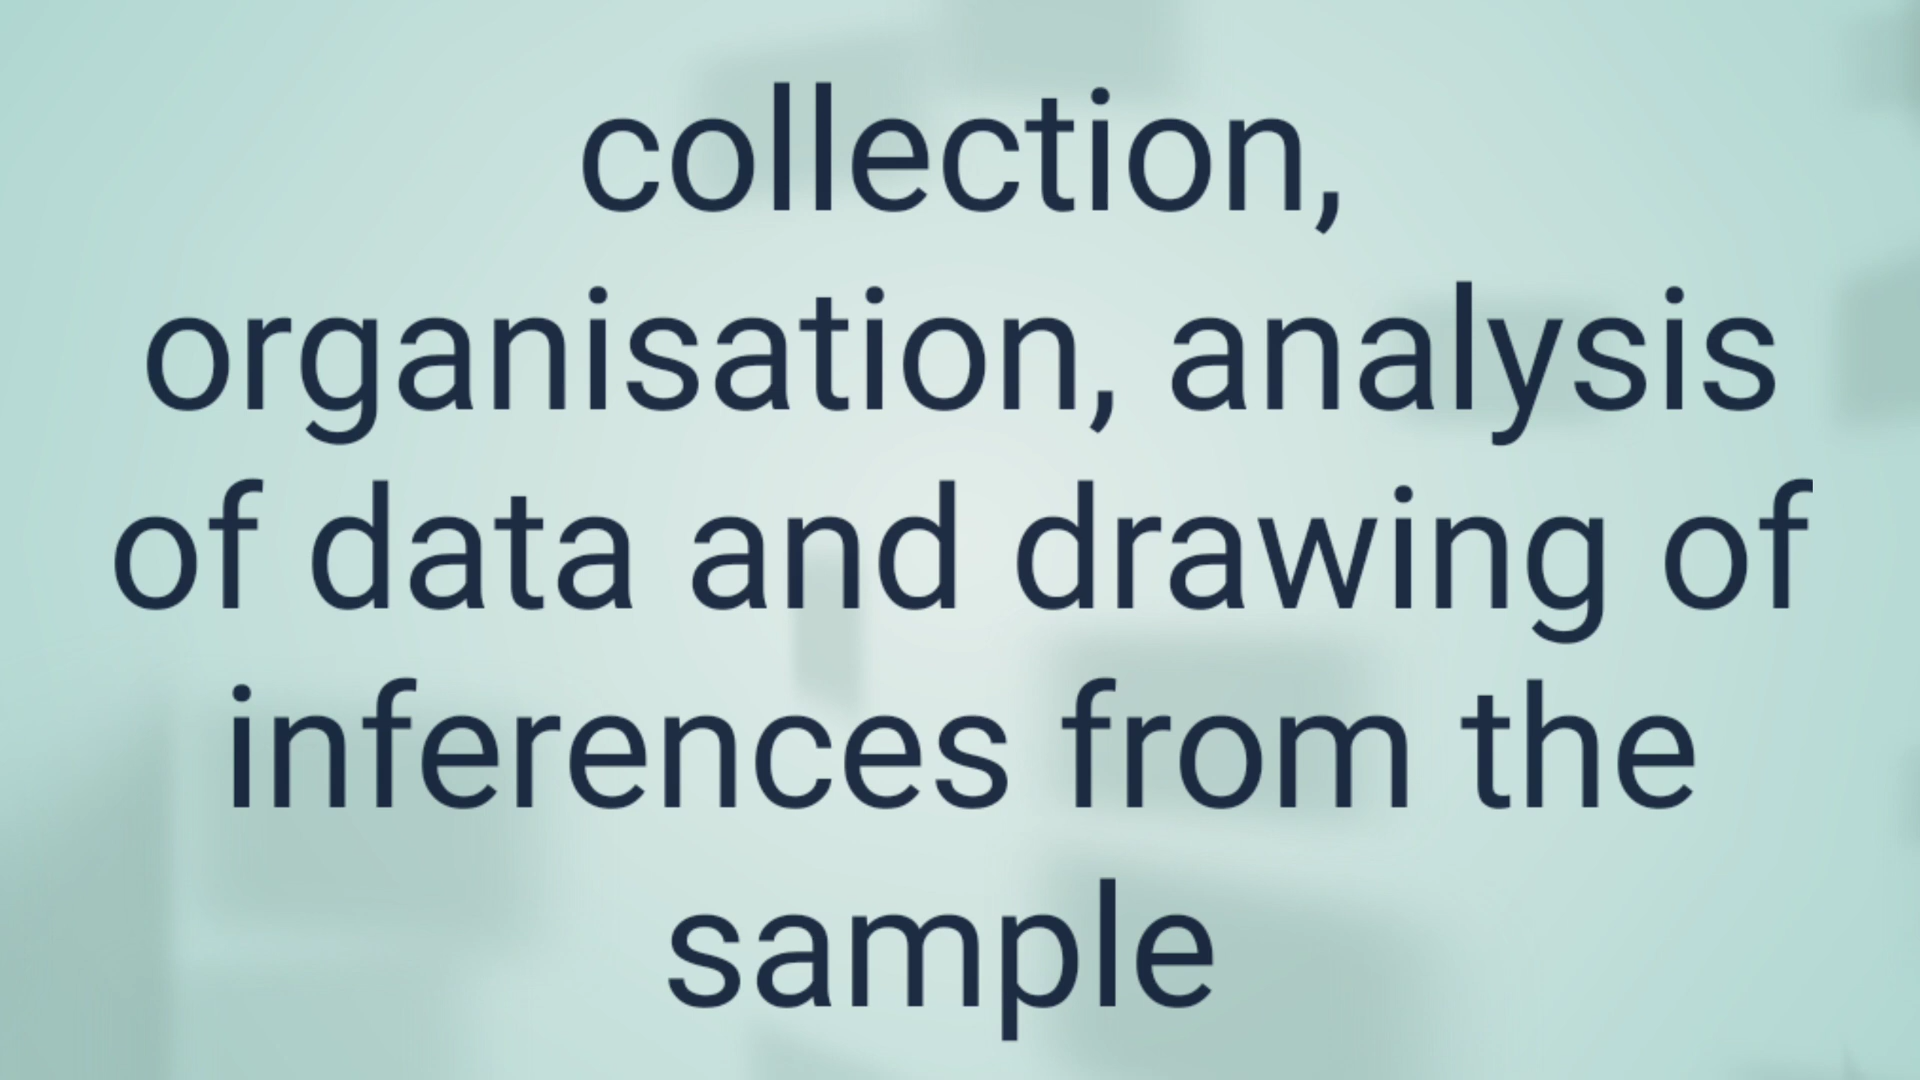 collection,
organisation, analysis
of data and drawing of
inferences from the
sample